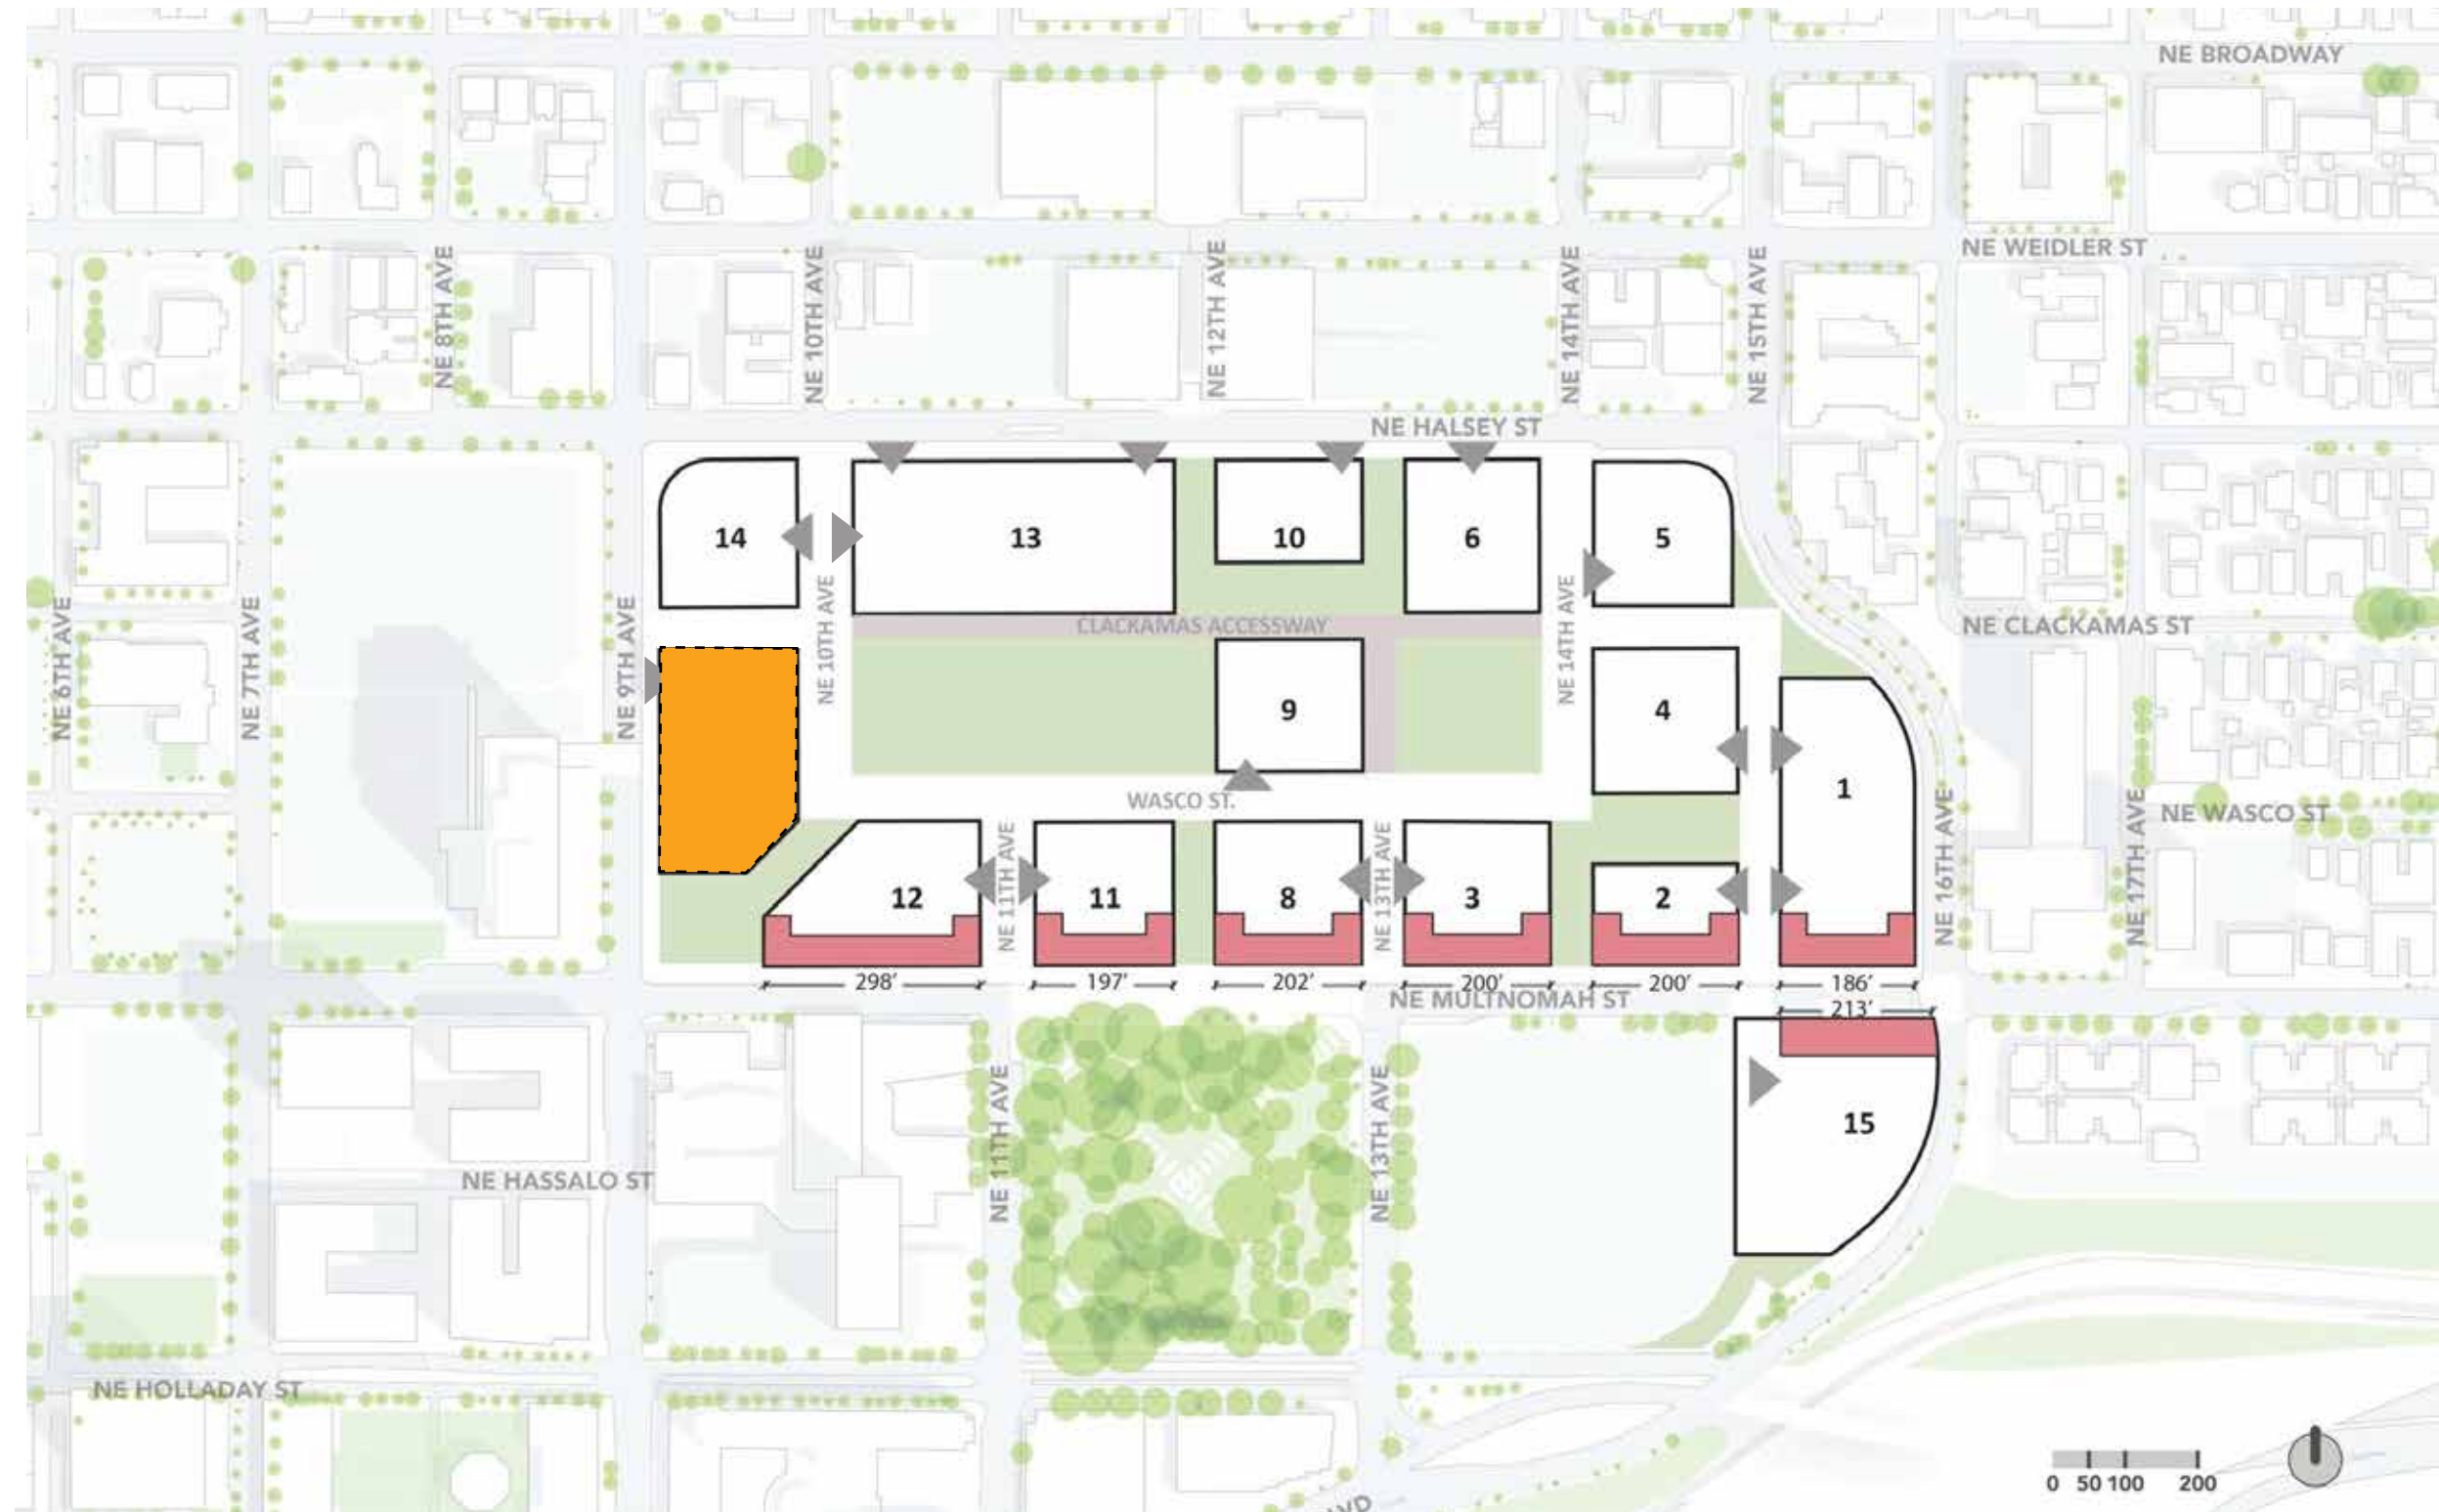 NE BROADWAY
NE WEIDLER ST
NE 8TH AVE
NE 10TH AVE
NE 12TH AVE
NE 14TH AVE
NE 15TH AVE
NE HALSEY ST
14
13
10
6
5
NE 6TH AVE
NE 7TH AVE
NE 9TH AVE
NE 10TH AVE
CLACKAMAS ACCESSWAY
NE 14TH AVE
NE CLACKAMAS ST
9
4
1
WASCO ST.
NE WASCO ST
NE 11TH AVE
NE 13TH AVE
NE 16TH AVE
NE 17TH AVE
12
11
8
3
2
298'
197'
202'
200'
200'
186'
NE MULTNOMAH ST
213'
15
NE 11TH AVE
NE 13TH AVE
NE HASSALO ST
NE HOLLADAY ST
0 50 100 200